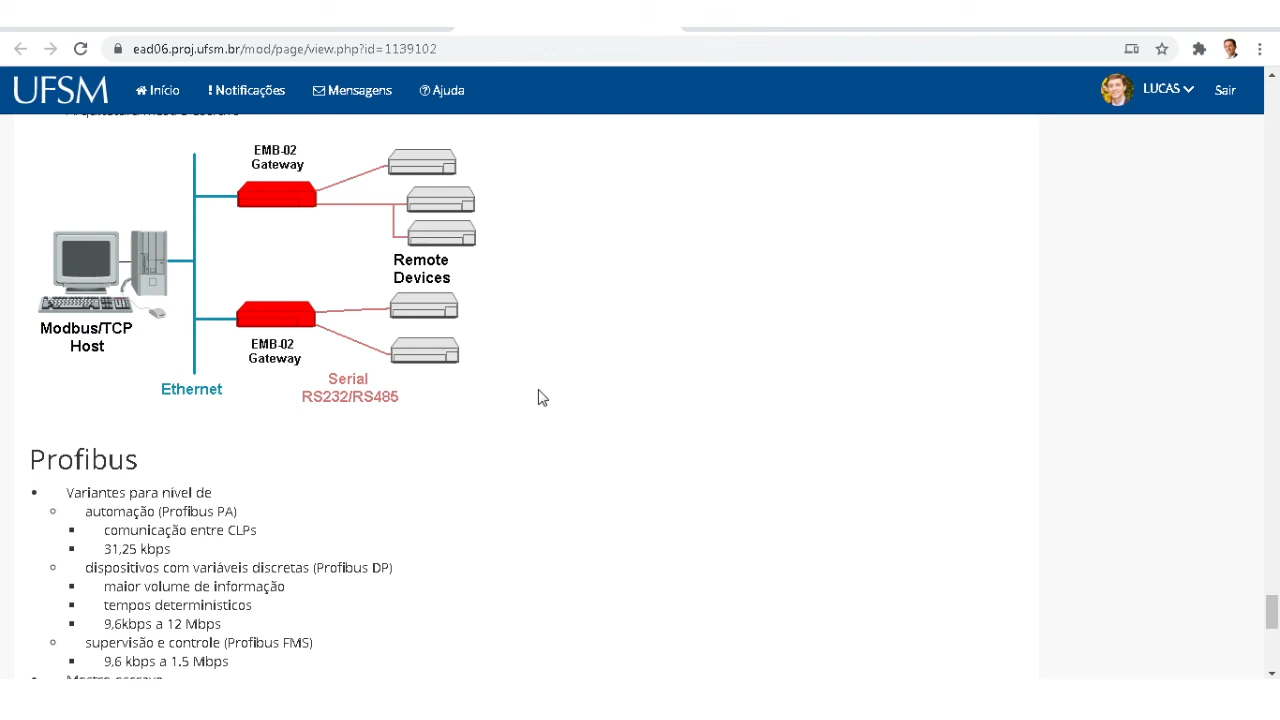 ead06.proj.ufsm.br/mod/page/view.php?id=1139102
UFSM Início Notificações Mensagens Ajuda LUCAS Sair
EMB-02
Gateway
Remote
Devices
Modbus/TCP
Host
EMB-02
Gateway
Ethernet
Serial
RS232/RS485
Profibus
Variantes para nível de
automação (Profibus PA)
comunicação entre CLPs
31,25 kbps
dispositivos com variáveis discretas (Profibus DP)
maior volume de informação
tempos determinísticos
9,6kbps a 12 Mbps
supervisão e controle (Profibus FMS)
9,6 kbps a 1.5 Mbps